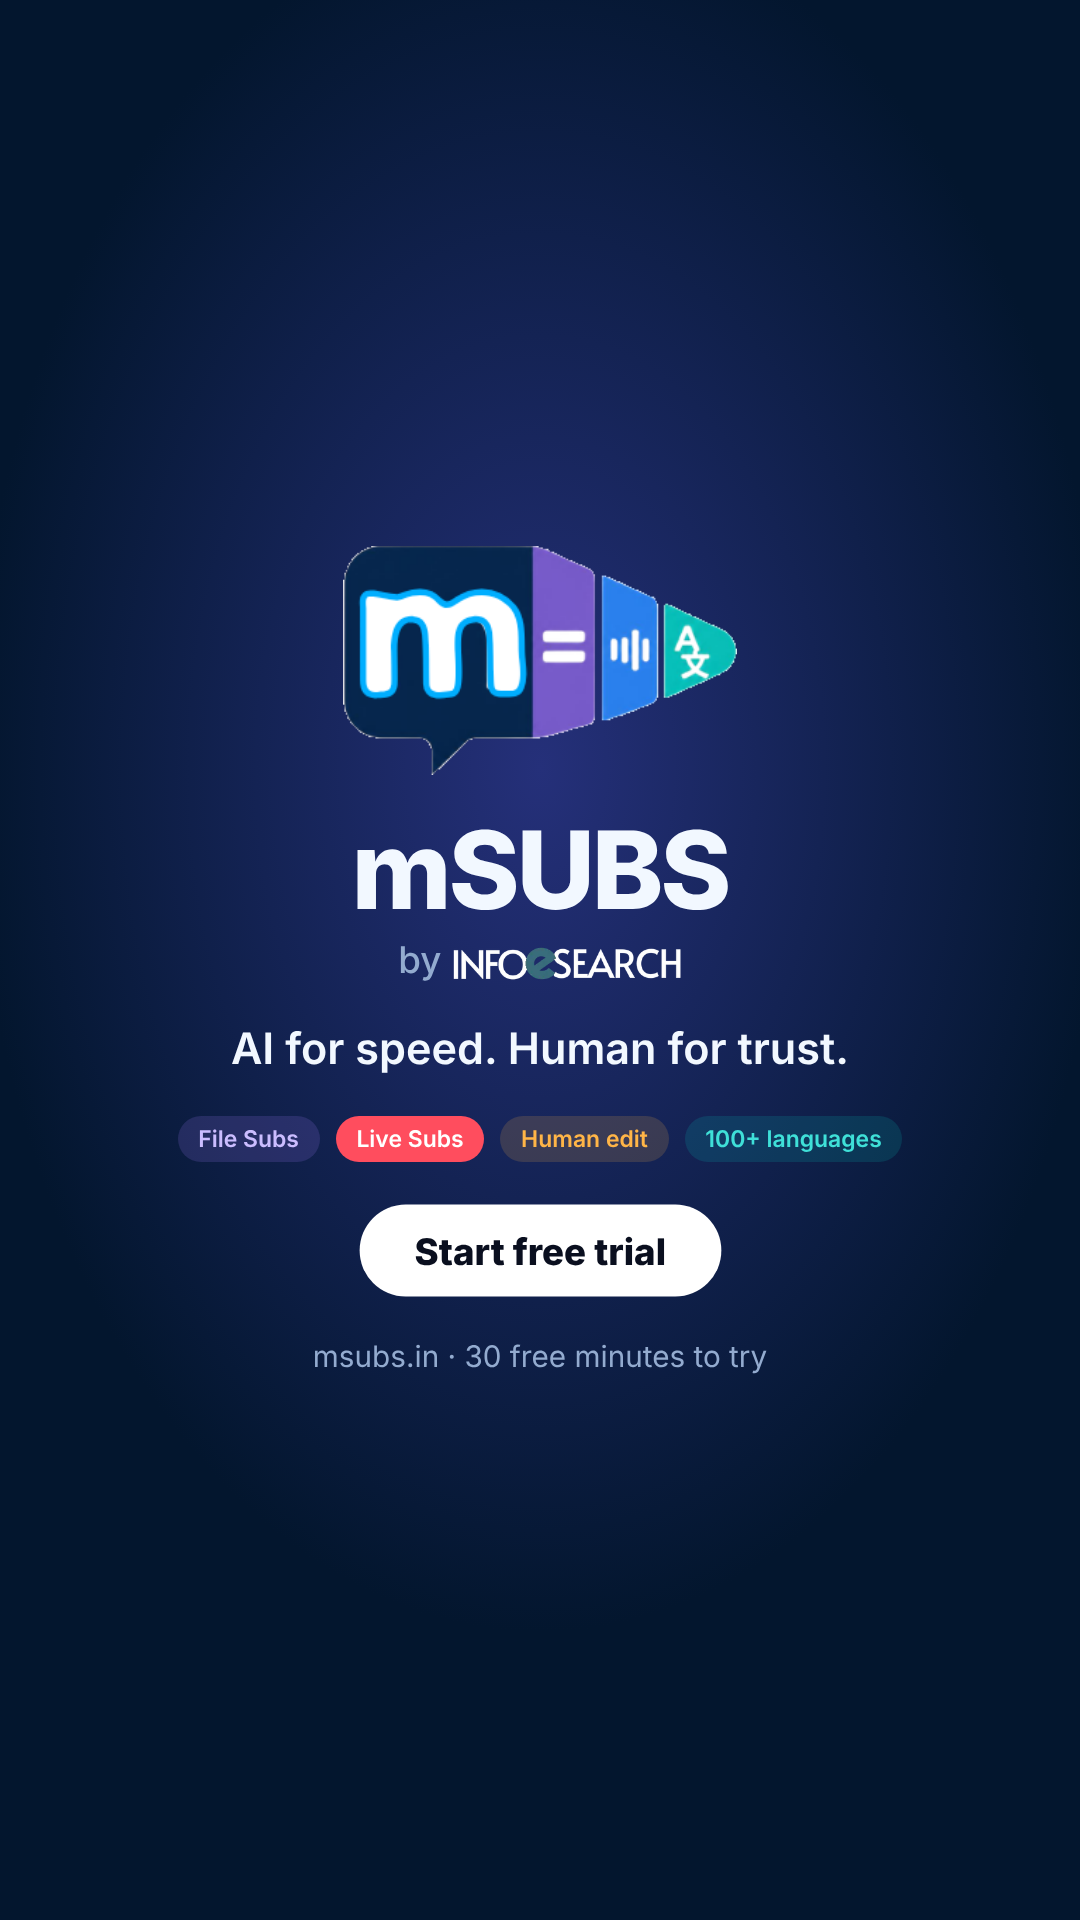 m
A
文
mSUBS
by INFOeSEARCH
AI for speed. Human for trust.
File Subs Live Subs Human edit 100+ languages
Start free trial
msubs.in · 30 free minutes to try